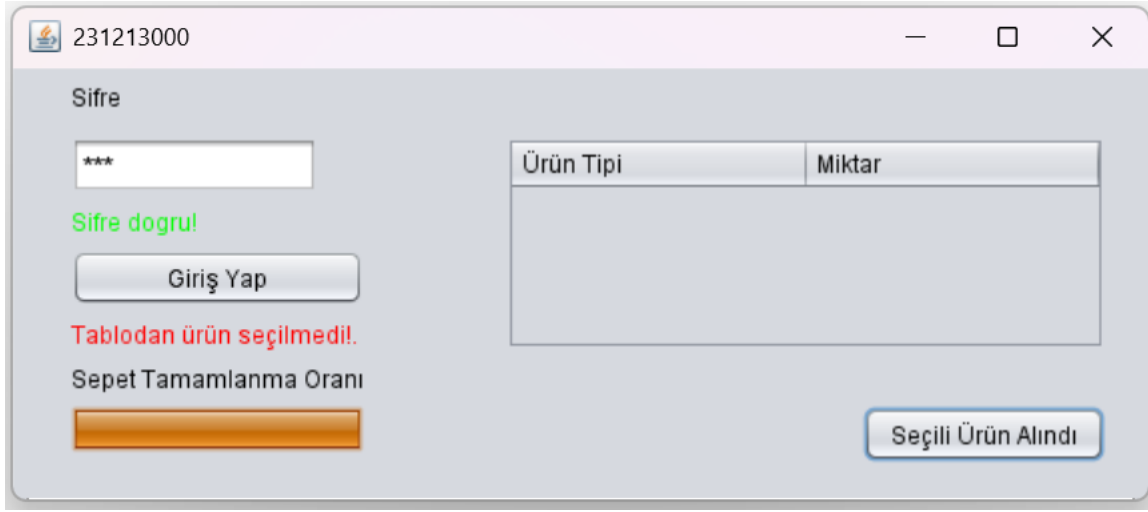 231213000
Sifre
***
Sifre dogru!
Giriş Yap
Tablodan ürün seçilmedi!.
Sepet Tamamlanma Oranı
Ürün Tipi Miktar
Seçili Ürün Alındı